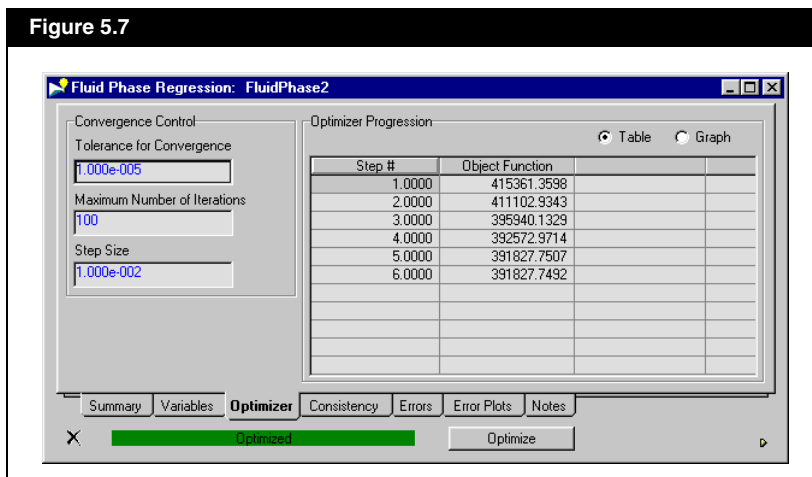 Figure 5.7
Fluid Phase Regression: FluidPhase2
Convergence Control
Tolerance for Convergence
1.000e-005
Maximum Number of Iterations
100
Step Size
1.000e-002
Optimizer Progression
Table Graph
Step # Object Function
1.0000 415361.3598
2.0000 411102.9343
3.0000 395940.1329
4.0000 392572.9714
5.0000 391827.7507
6.0000 391827.7492
Summary Variables Optimizer Consistency Errors Error Plots Notes
Optimized Optimize